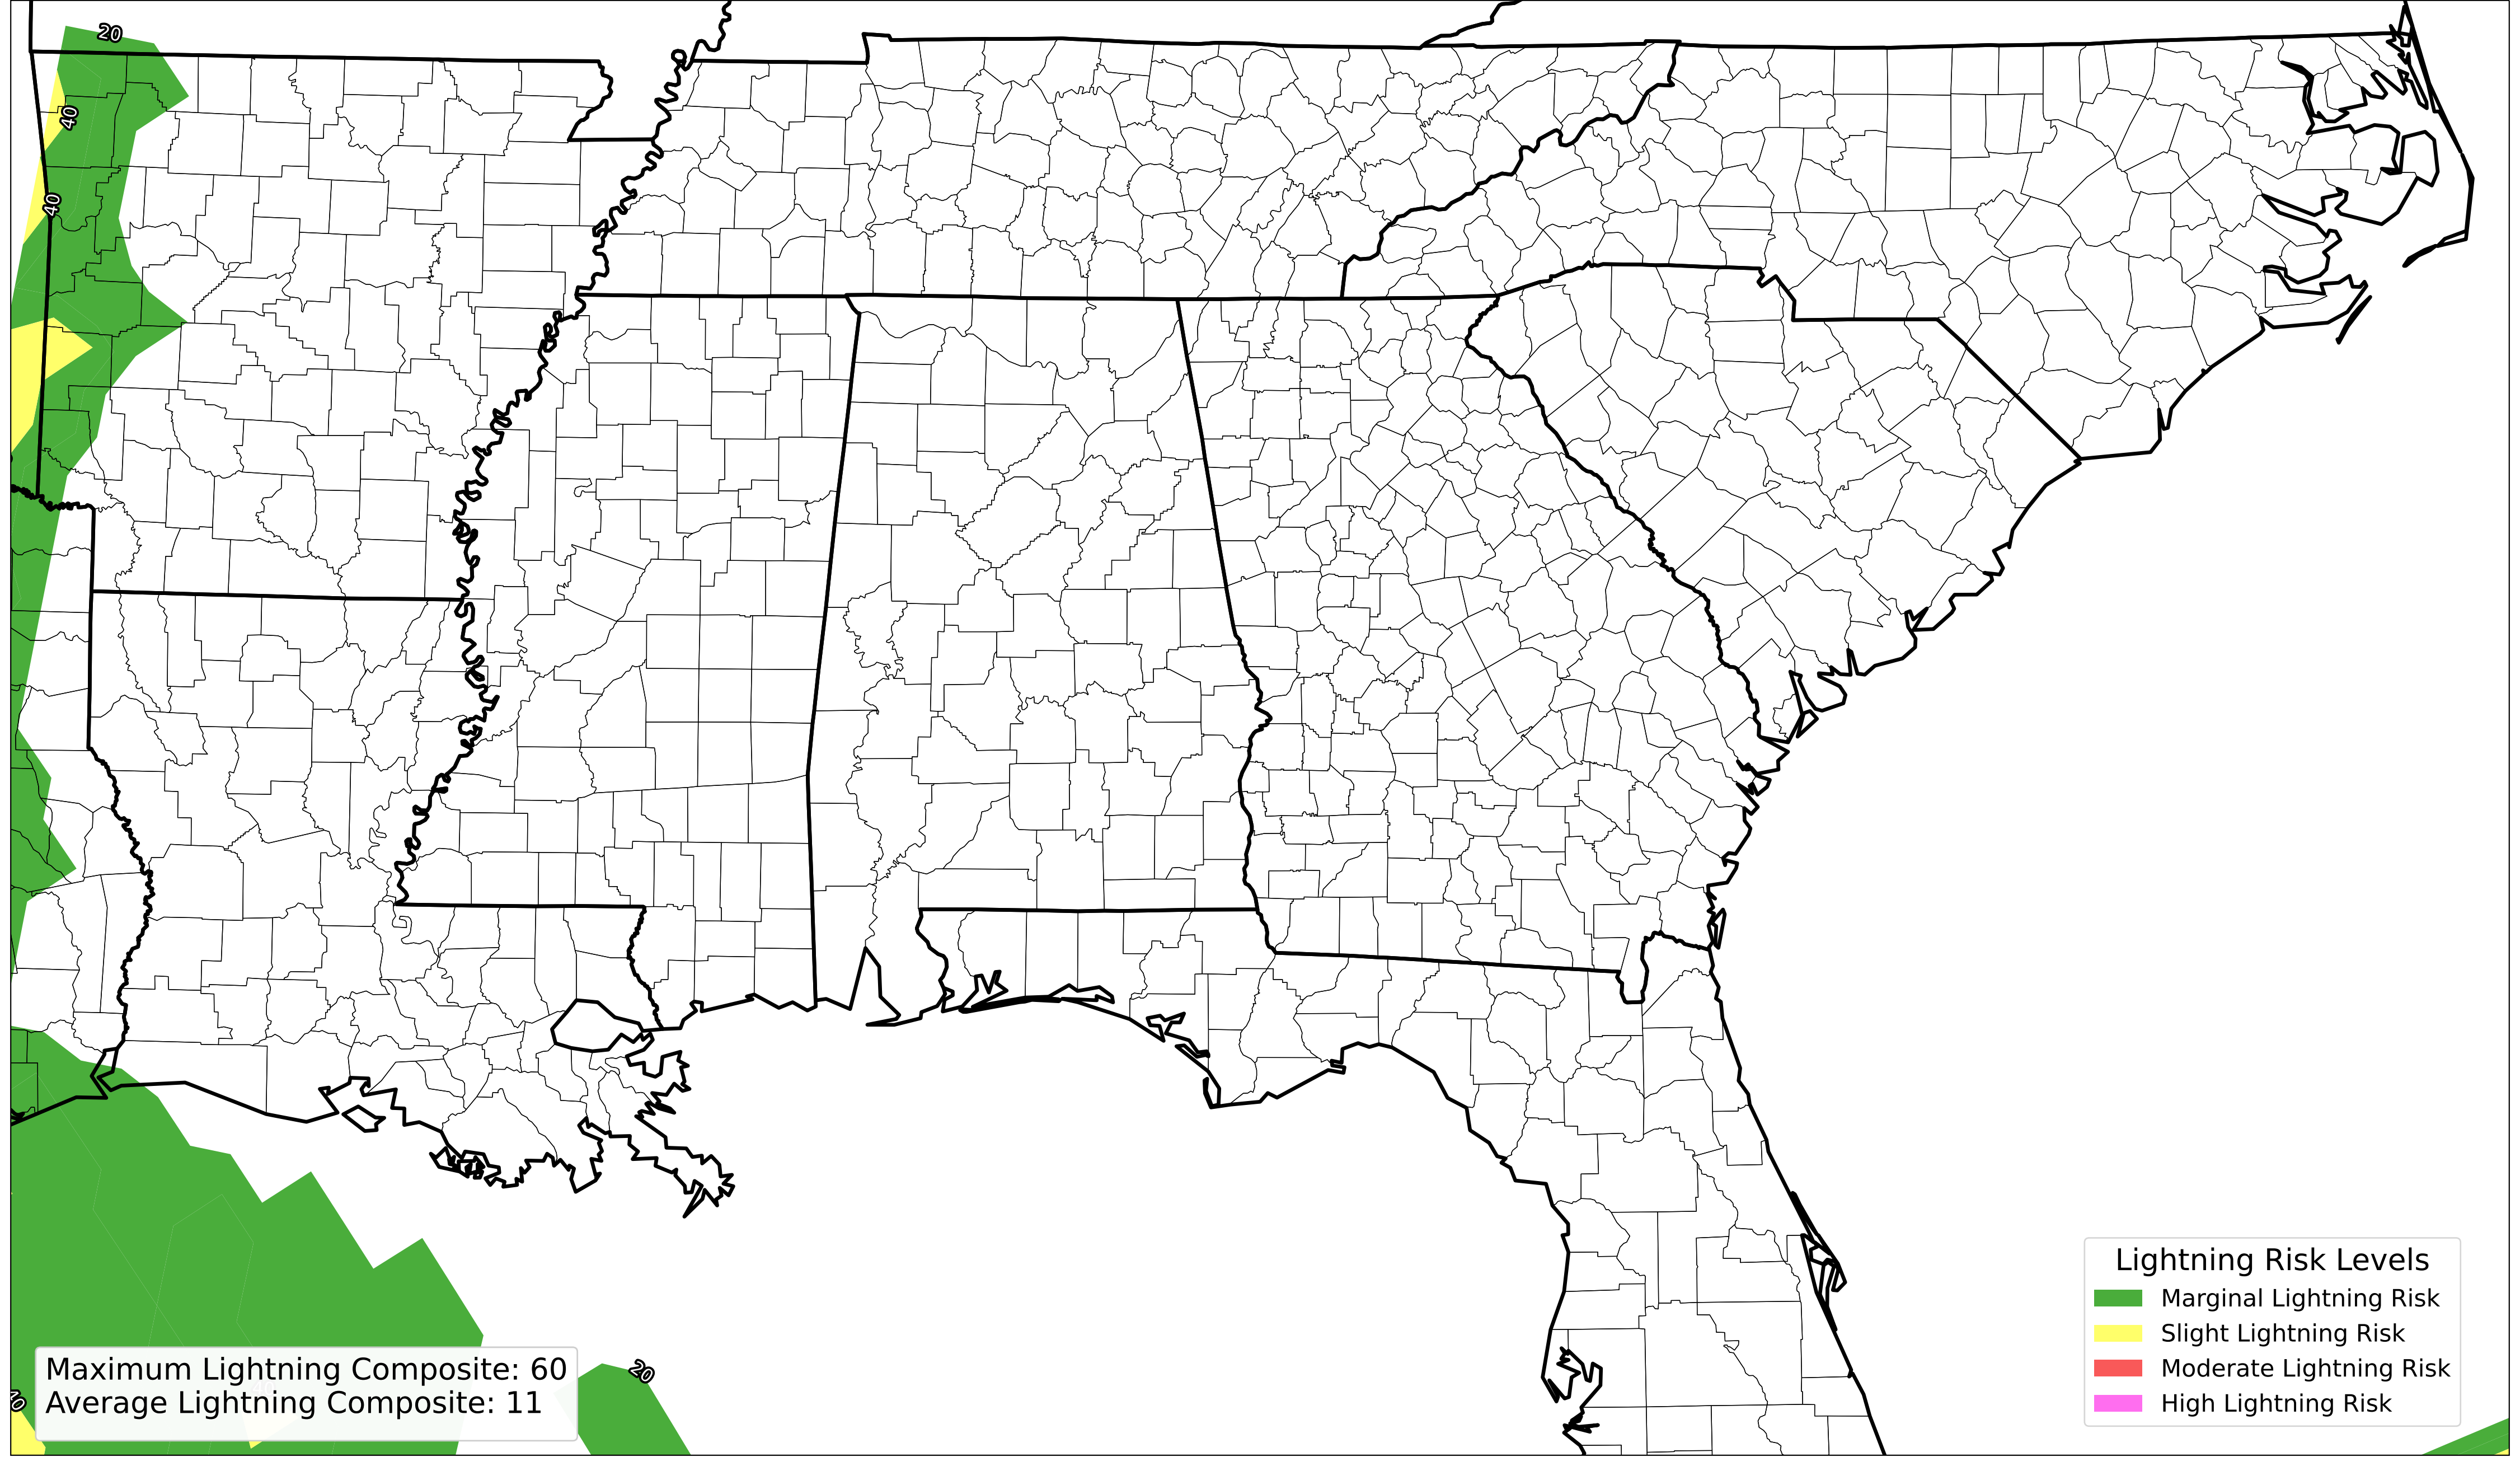 20
40
40
20
Maximum Lightning Composite: 60
Average Lightning Composite: 11
Lightning Risk Levels
Marginal Lightning Risk
Slight Lightning Risk
Moderate Lightning Risk
High Lightning Risk